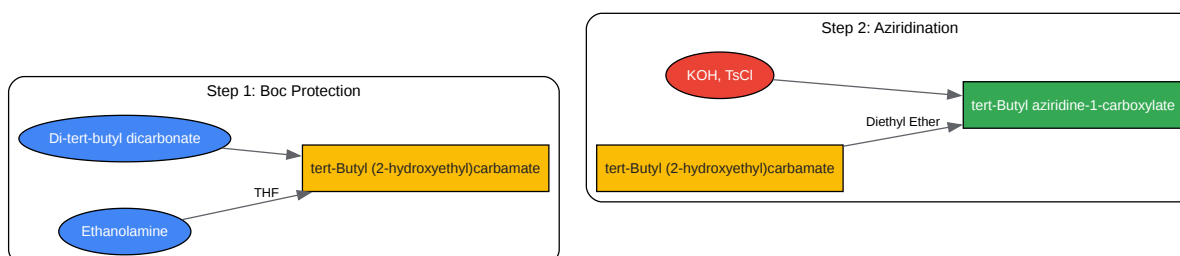 Step 1: Boc Protection
Di-tert-butyl dicarbonate
tert-Butyl (2-hydroxyethyl)carbamate
THF
Ethanolamine
Step 2: Aziridination
KOH, TsCl
tert-Butyl aziridine-1-carboxylate
Diethyl Ether
tert-Butyl (2-hydroxyethyl)carbamate